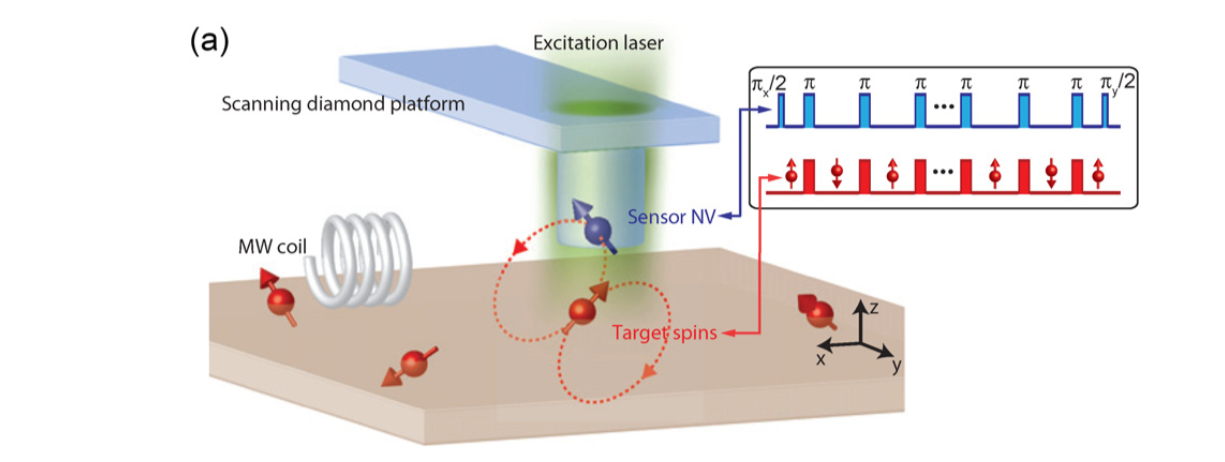 (a)
Excitation laser
Scanning diamond platform
πx/2 π π π ••• π π π πy/2
•••
Sensor NV
MW coil
Target spins
z
x
y